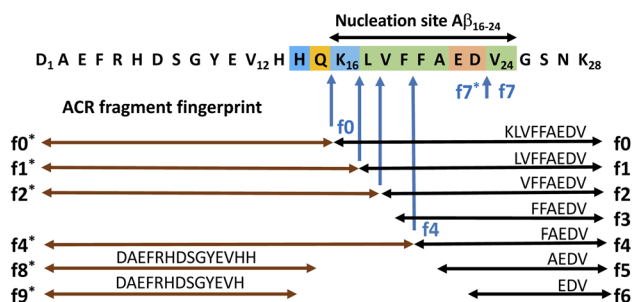 Nucleation site Aβ16-24
D1 A E F R H D S G Y E V12 H H Q K16 L V F F A E D V24 G S N K28
f7* f7
ACR fragment fingerprint
f0
f0* KLVFFAEDV f0
f1* LVFFAEDV f1
f2* VFFAEDV f2
FFAEDV f3
f4
f4* FAEDV f4
f8* DAEFRHDSGYEVHH AEDV f5
f9* DAEFRHDSGYEVH EDV f6